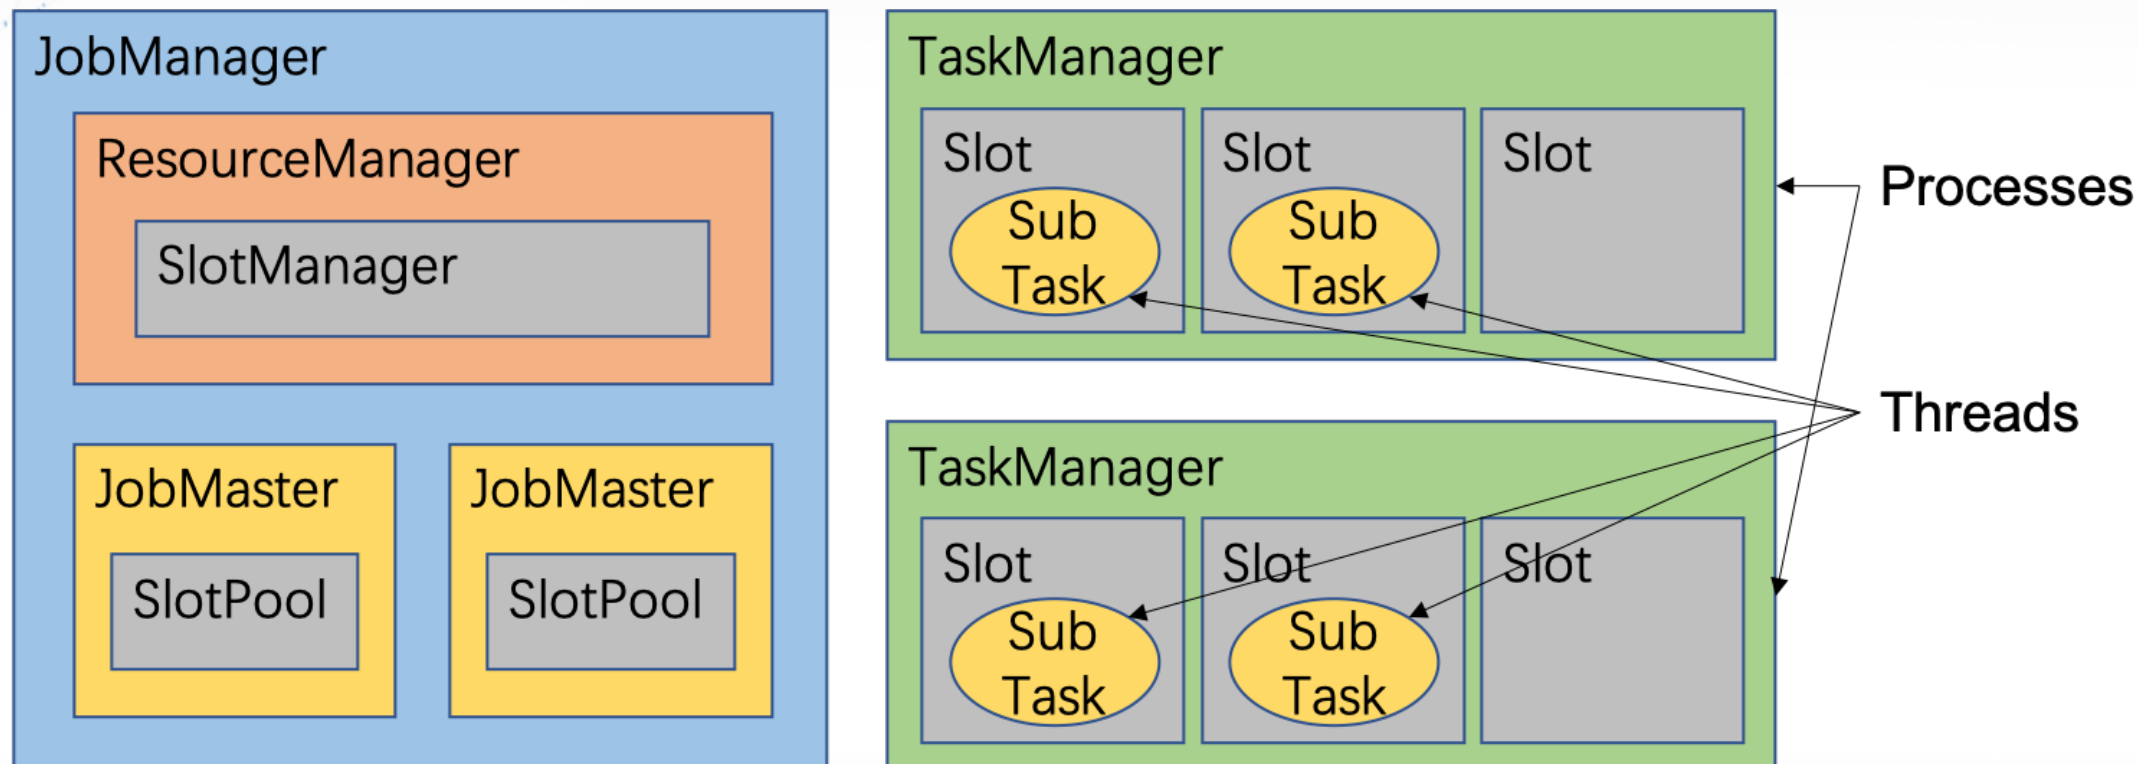 JobManager
ResourceManager
SlotManager
JobMaster
SlotPool
JobMaster
SlotPool
TaskManager
Slot
Sub
Task
Slot
Sub
Task
Slot
TaskManager
Slot
Sub
Task
Slot
Sub
Task
Slot
Processes
Threads